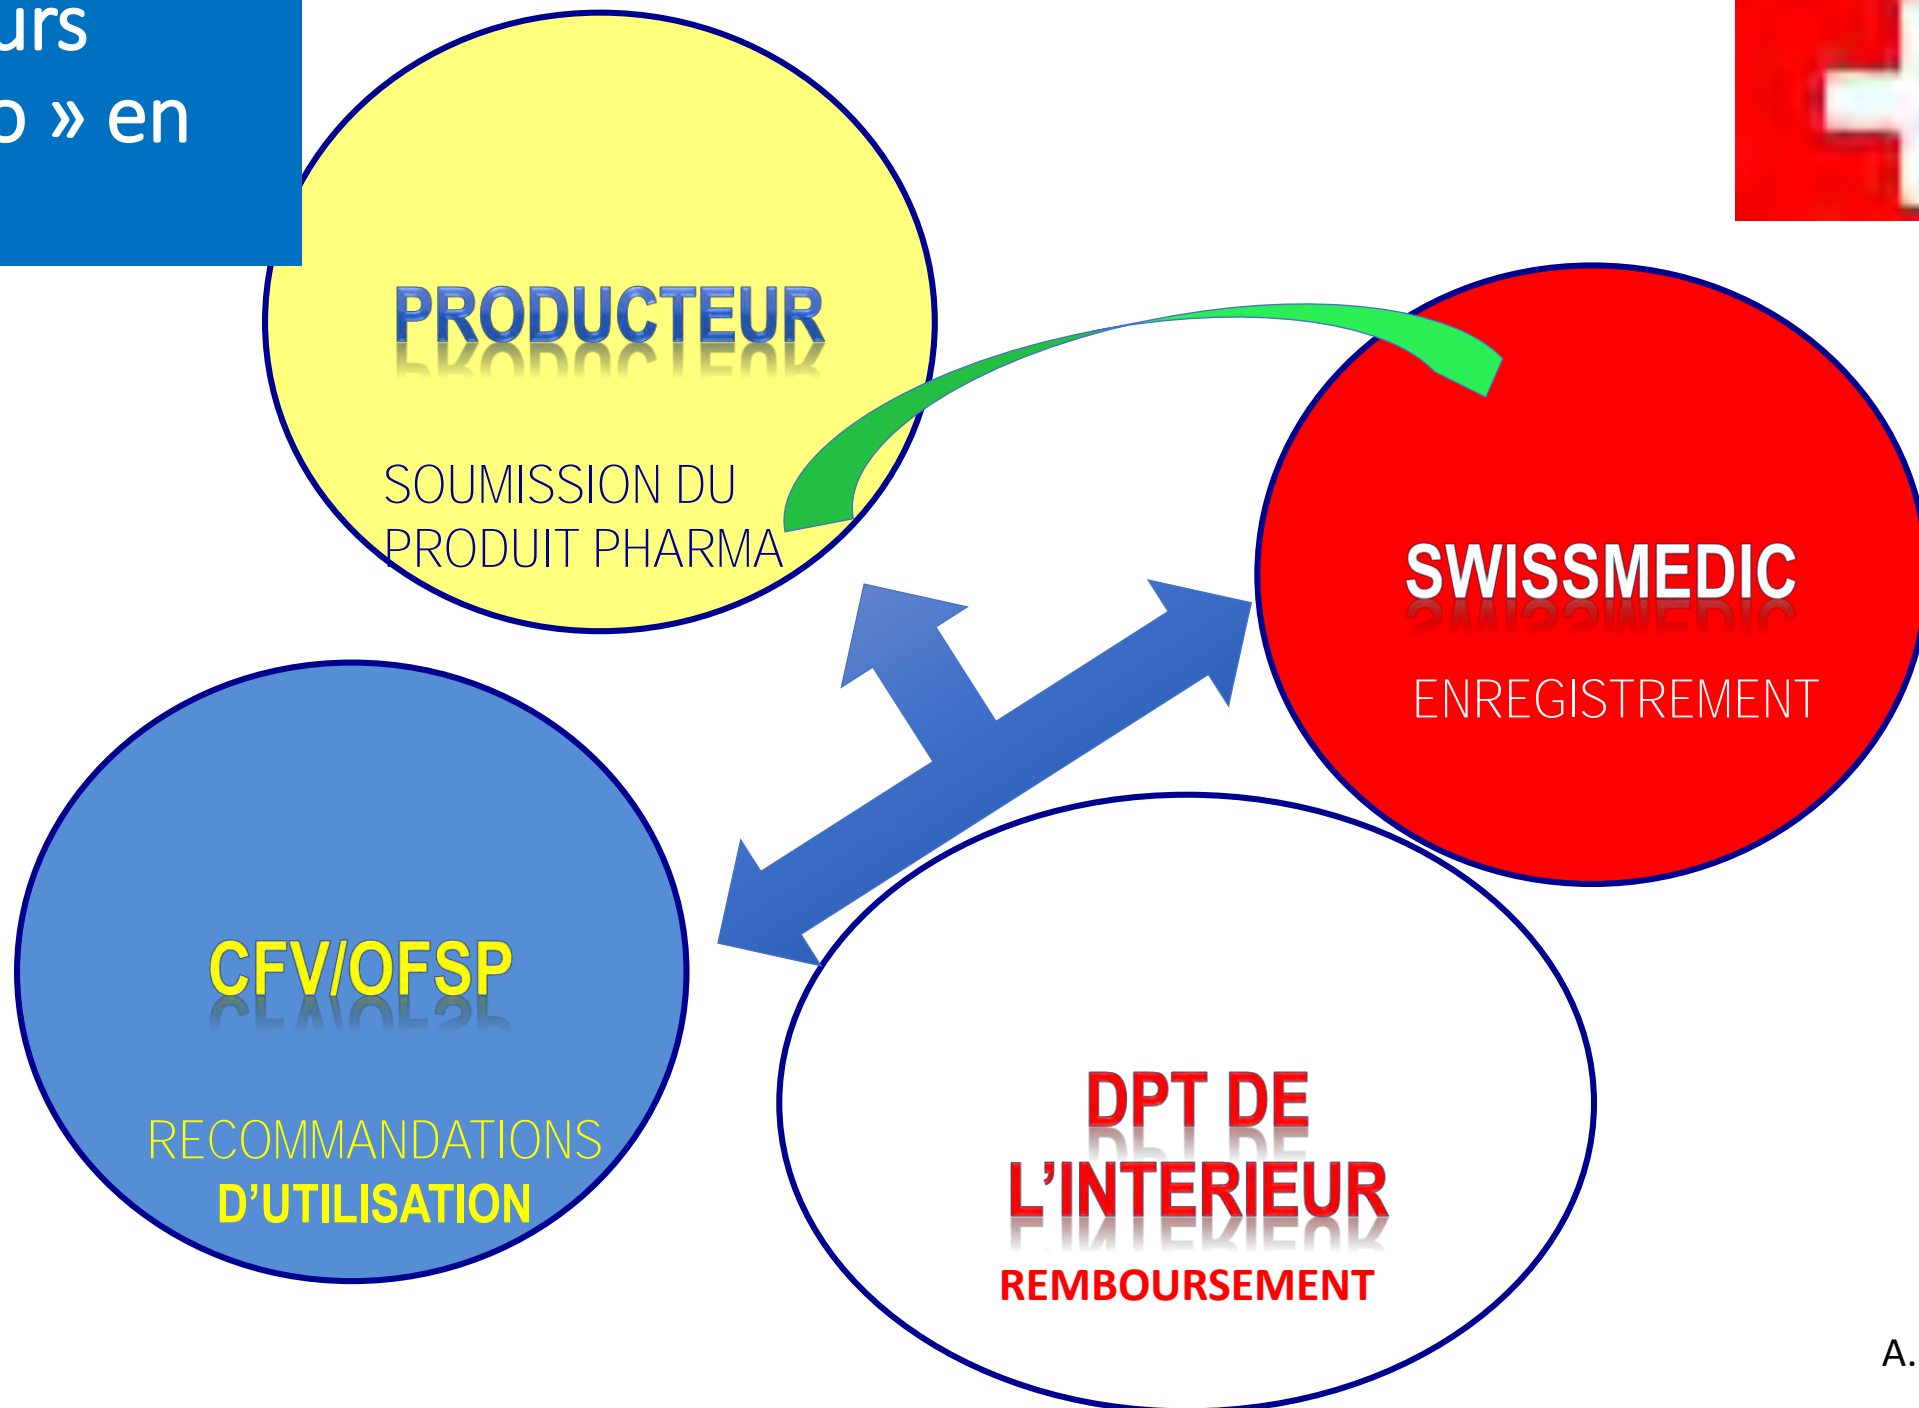 urs
» en
PRODUCTEUR
SOUMISSION DU
PRODUIT PHARMA
SWISSMEDIC
ENREGISTREMENT
CFV/OFSP
RECOMMANDATIONS
D’UTILISATION
DPT DE
L’INTERIEUR
REMBOURSEMENT
A.